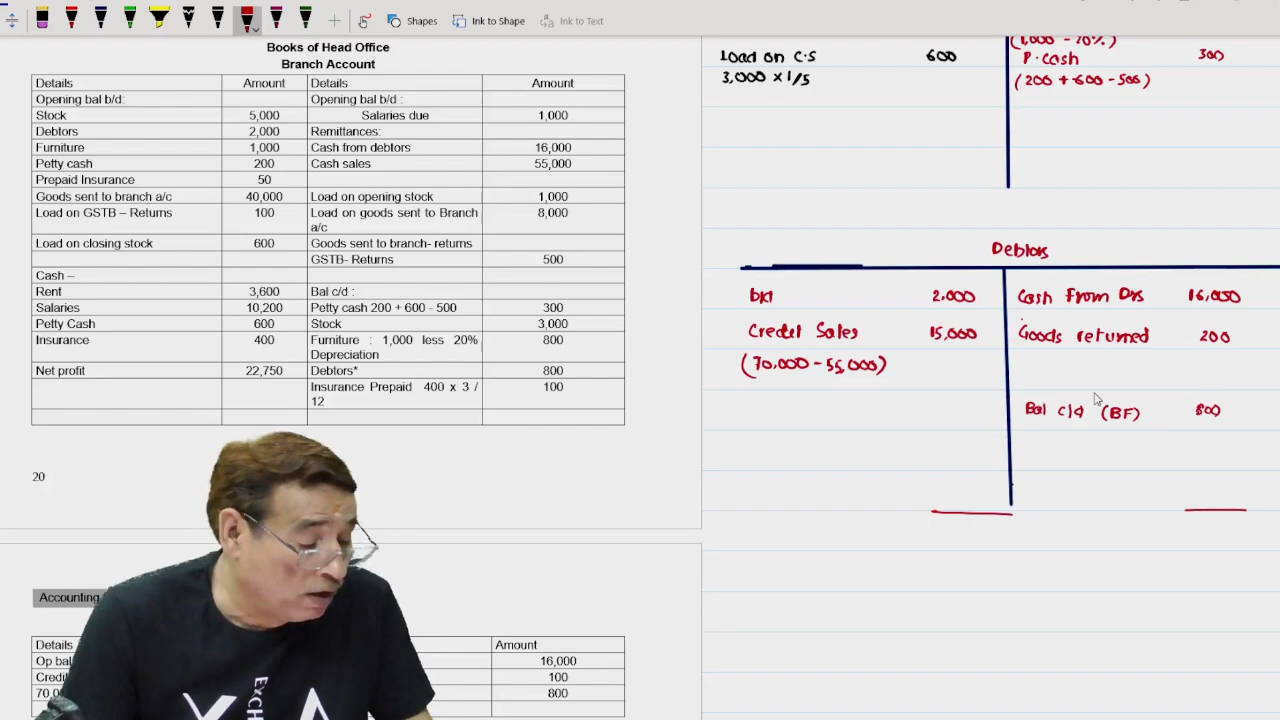 Shapes
Ink to Shape
Ink to Text
Books of Head Office
Branch Account
Details Amount Details Amount
Opening bal b/d: Opening bal b/d :
Stock 5,000 Salaries due 1,000
Debtors 2,000 Remittances:
Furniture 1,000 Cash from debtors 16,000
Petty cash 200 Cash sales 55,000
Prepaid Insurance 50
Goods sent to branch a/c 40,000 Load on opening stock 1,000
Load on GSTB – Returns 100 Load on goods sent to Branch a/c 8,000
Load on closing stock 600 Goods sent to branch- returns
GSTB- Returns 500
Cash –
Rent 3,600 Bal c/d :
Salaries 10,200 Petty cash 200 + 600 - 500 300
Petty Cash 600 Stock 3,000
Insurance 400 Furniture : 1,000 less 20% Depreciation 800
Net profit 22,750 Debtors* 800
Insurance Prepaid 400 x 3 / 12 100
20
Accounting
Details Amount
Op bal 16,000
Credi 100
70,0 800
(1,000 - 20%)
Load on C.S 600 P.cash 300
3,000 x 1/5 (200 + 600 - 500)
Debtors
b/d 2,000 Cash from Drs 16,000
Credit Sales 15,000 Goods returned 200
(70,000 - 55,000)
Bal c/d (BF) 800
EXCH